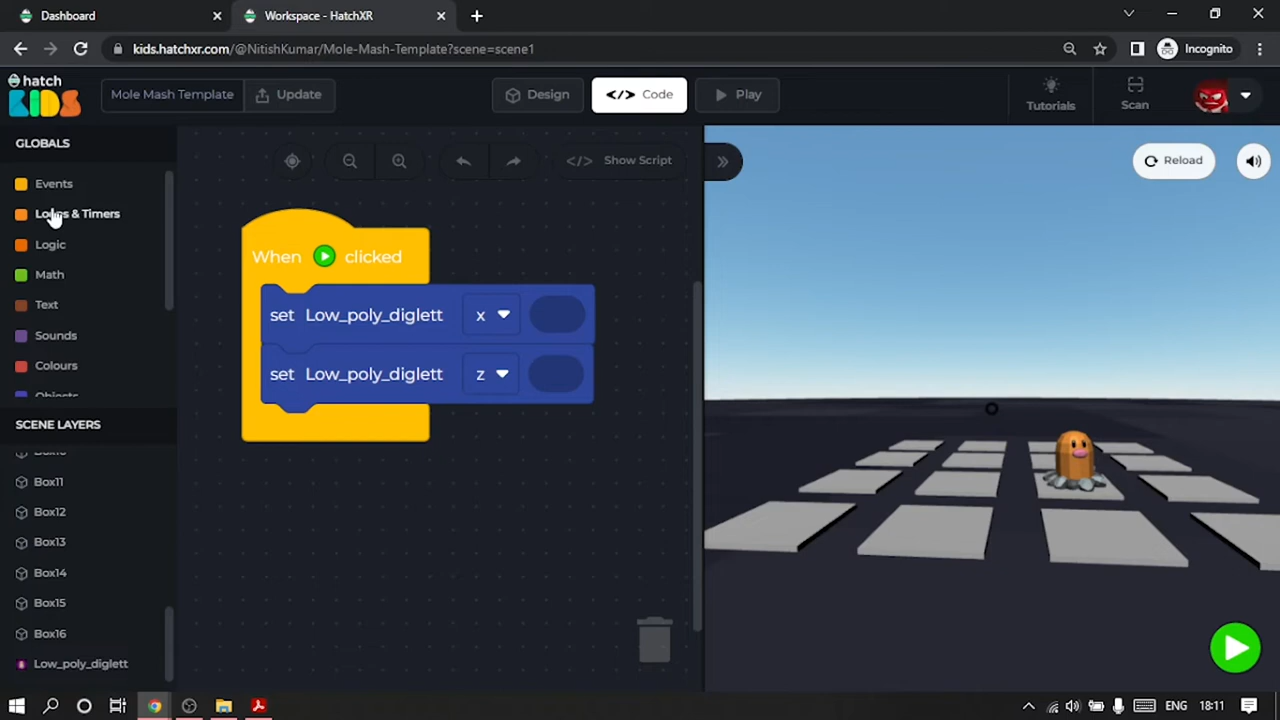 Dashboard
Workspace - HatchXR
kids.hatchxr.com/@NitishKumar/Mole-Mash-Template?scene=scene1
Incognito
hatch
KIDS
Mole Mash Template
Update
Design
</> Code
Play
Tutorials
Scan
GLOBALS
Events
Loops & Timers
Logic
Math
Text
Sounds
Colours
Objects
SCENE LAYERS
Box10
Box11
Box12
Box13
Box14
Box15
Box16
Low_poly_diglett
</> Show Script
When clicked
set Low_poly_diglett x
set Low_poly_diglett z
Reload
ENG
18:11